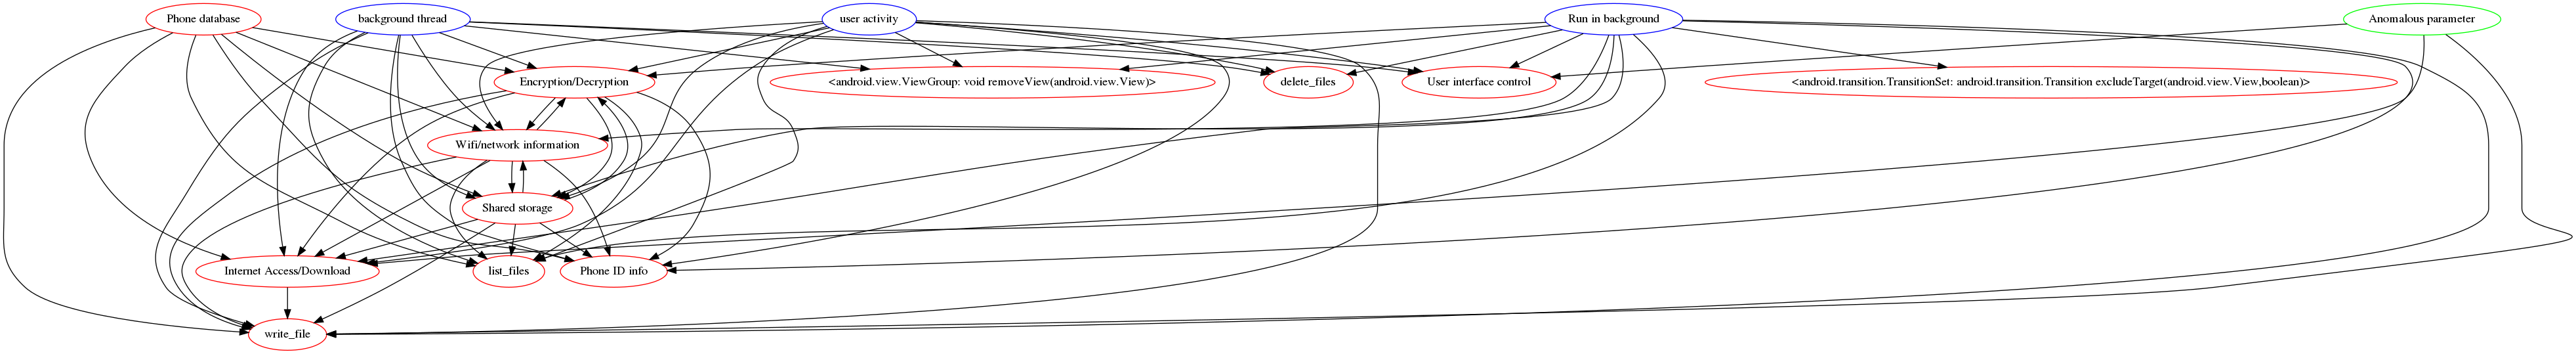 Phone database
background thread
user activity
Run in background
Anomalous parameter
Encryption/Decryption
<android.view.ViewGroup: void removeView(android.view.View)>
delete_files
User interface control
<android.transition.TransitionSet: android.transition.Transition excludeTarget(android.view.View,boolean)>
Wifi/network information
Shared storage
Internet Access/Download
list_files
Phone ID info
write_file